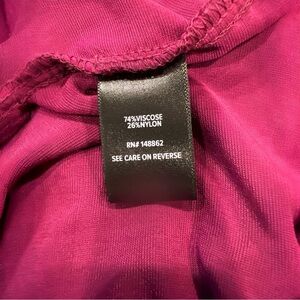 74%VISCOSE
26%NYLON
RN# 148862
SEE CARE ON REVERSE